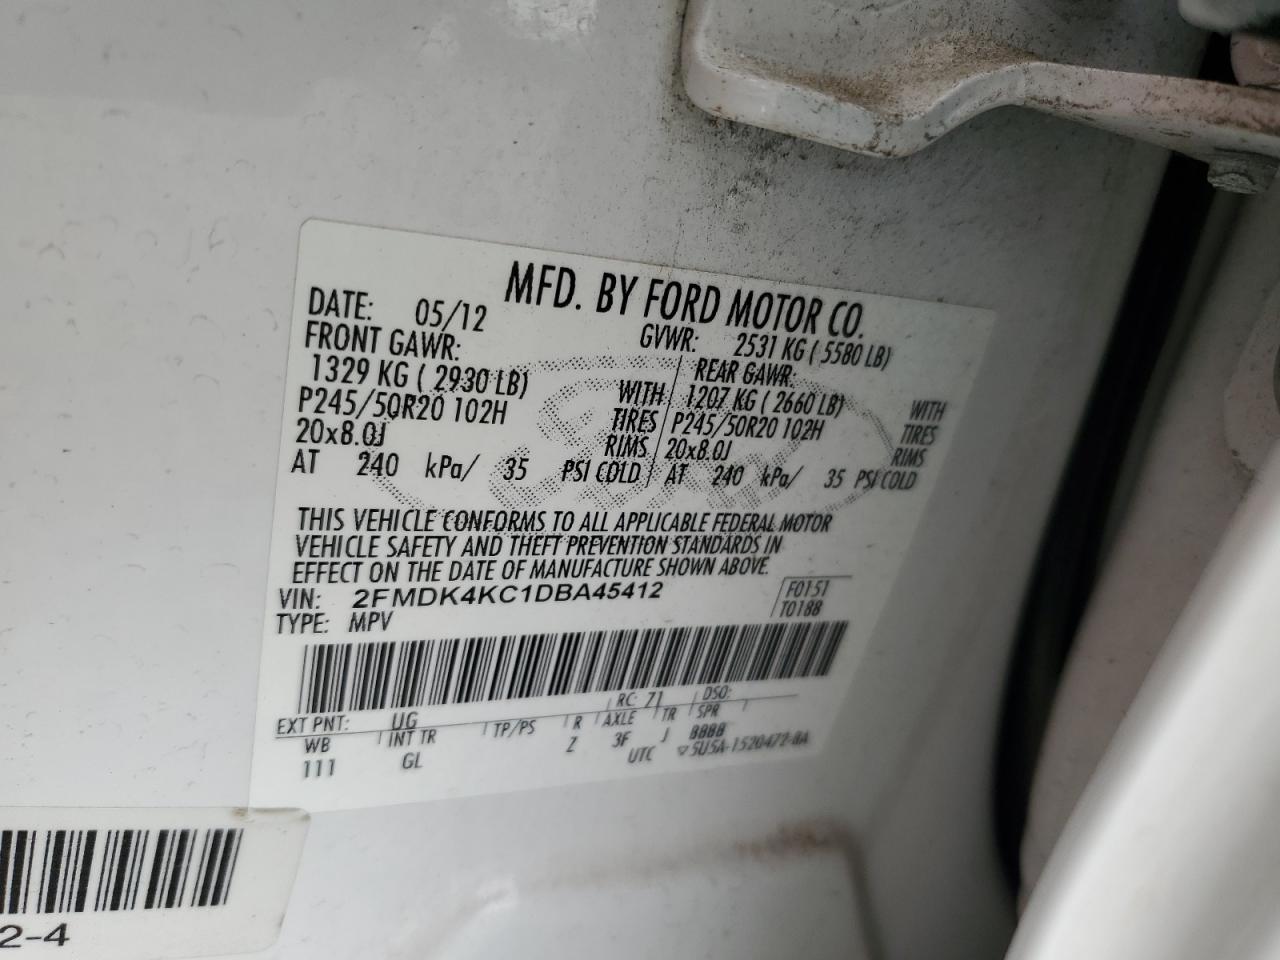 MFD. BY FORD MOTOR CO.
DATE: 05/12 GVWR: 2531 KG ( 5580 LB)
FRONT GAWR: REAR GAWR:
1329 KG ( 2930 LB) WITH 1207 KG ( 2660 LB) WITH
P245/50R20 102H TIRES P245/50R20 102H TIRES
20x8.0J RIMS 20x8.0J RIMS
AT 240 kPa/ 35 PSI COLD AT 240 kPa/ 35 PSI COLD
THIS VEHICLE CONFORMS TO ALL APPLICABLE FEDERAL MOTOR
VEHICLE SAFETY AND THEFT PREVENTION STANDARDS IN
EFFECT ON THE DATE OF MANUFACTURE SHOWN ABOVE.
VIN: 2FMDK4KC1DBA45412 F0151
TYPE: MPV T0188
EXT PNT: UG RC: 71 DSO:
WB INT TR TP/PS R AXLE TR SPR
111 GL Z 3F J 8888
UTC ▽5U5A-1520472-BA
2-4